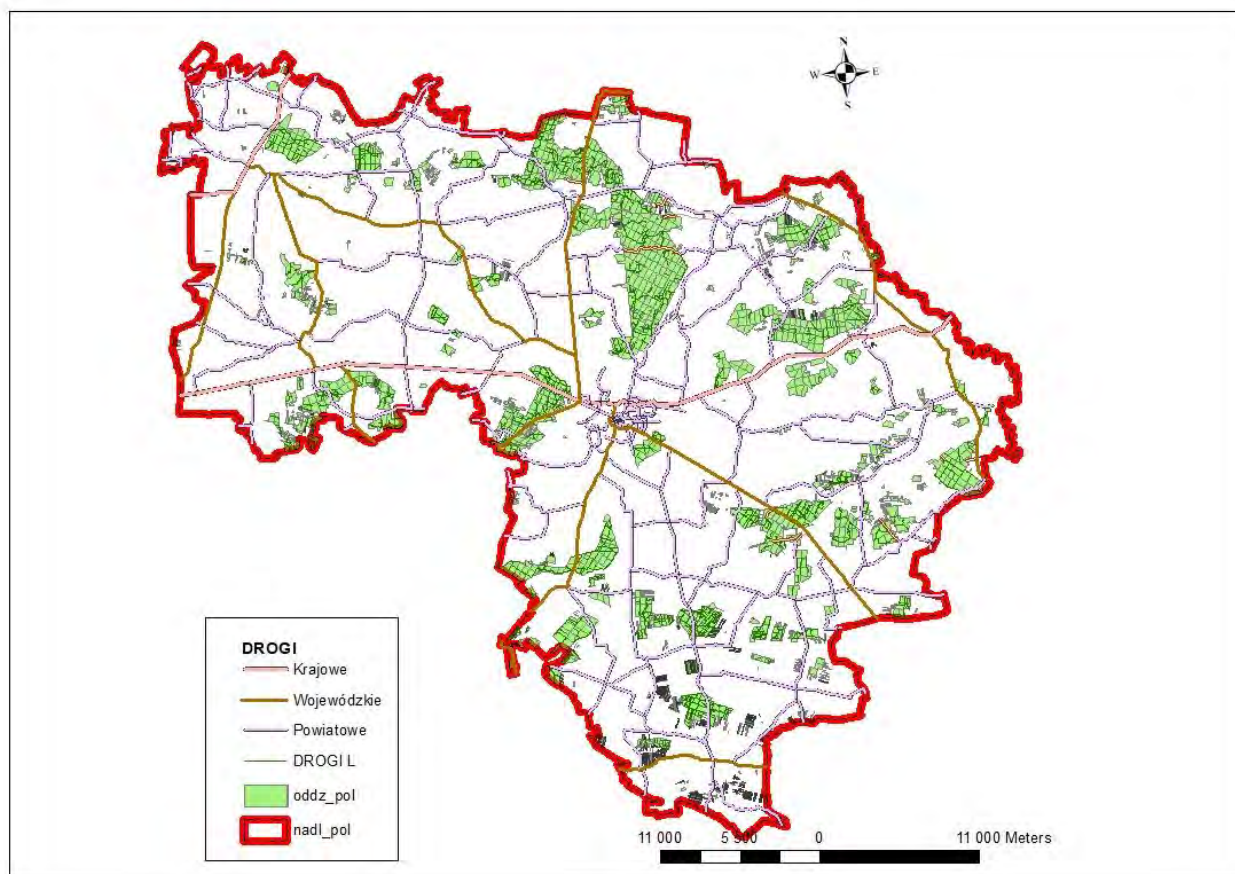 N
W E
S
DROGI
Krajowe
Wojewódzkie
Powiatowe
DROGI L
oddz_pol
nadl_pol
11 000 5 500 0 11 000 Meters